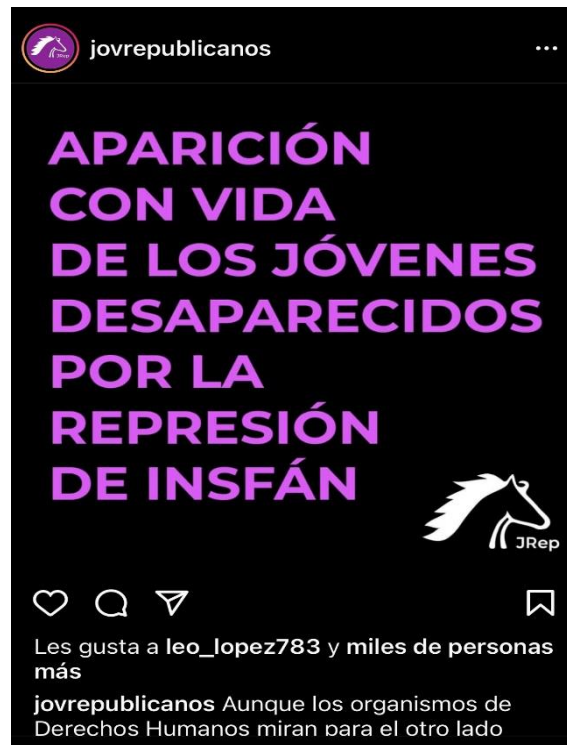 JRep
jovrepublicanos
APARICIÓN
CON VIDA
DE LOS JÓVENES
DESAPARECIDOS
POR LA
REPRESIÓN
DE INSFÁN
JRep
Les gusta a leo_lopez783 y miles de personas
más
jovrepublicanos Aunque los organismos de
Derechos Humanos miran para el otro lado